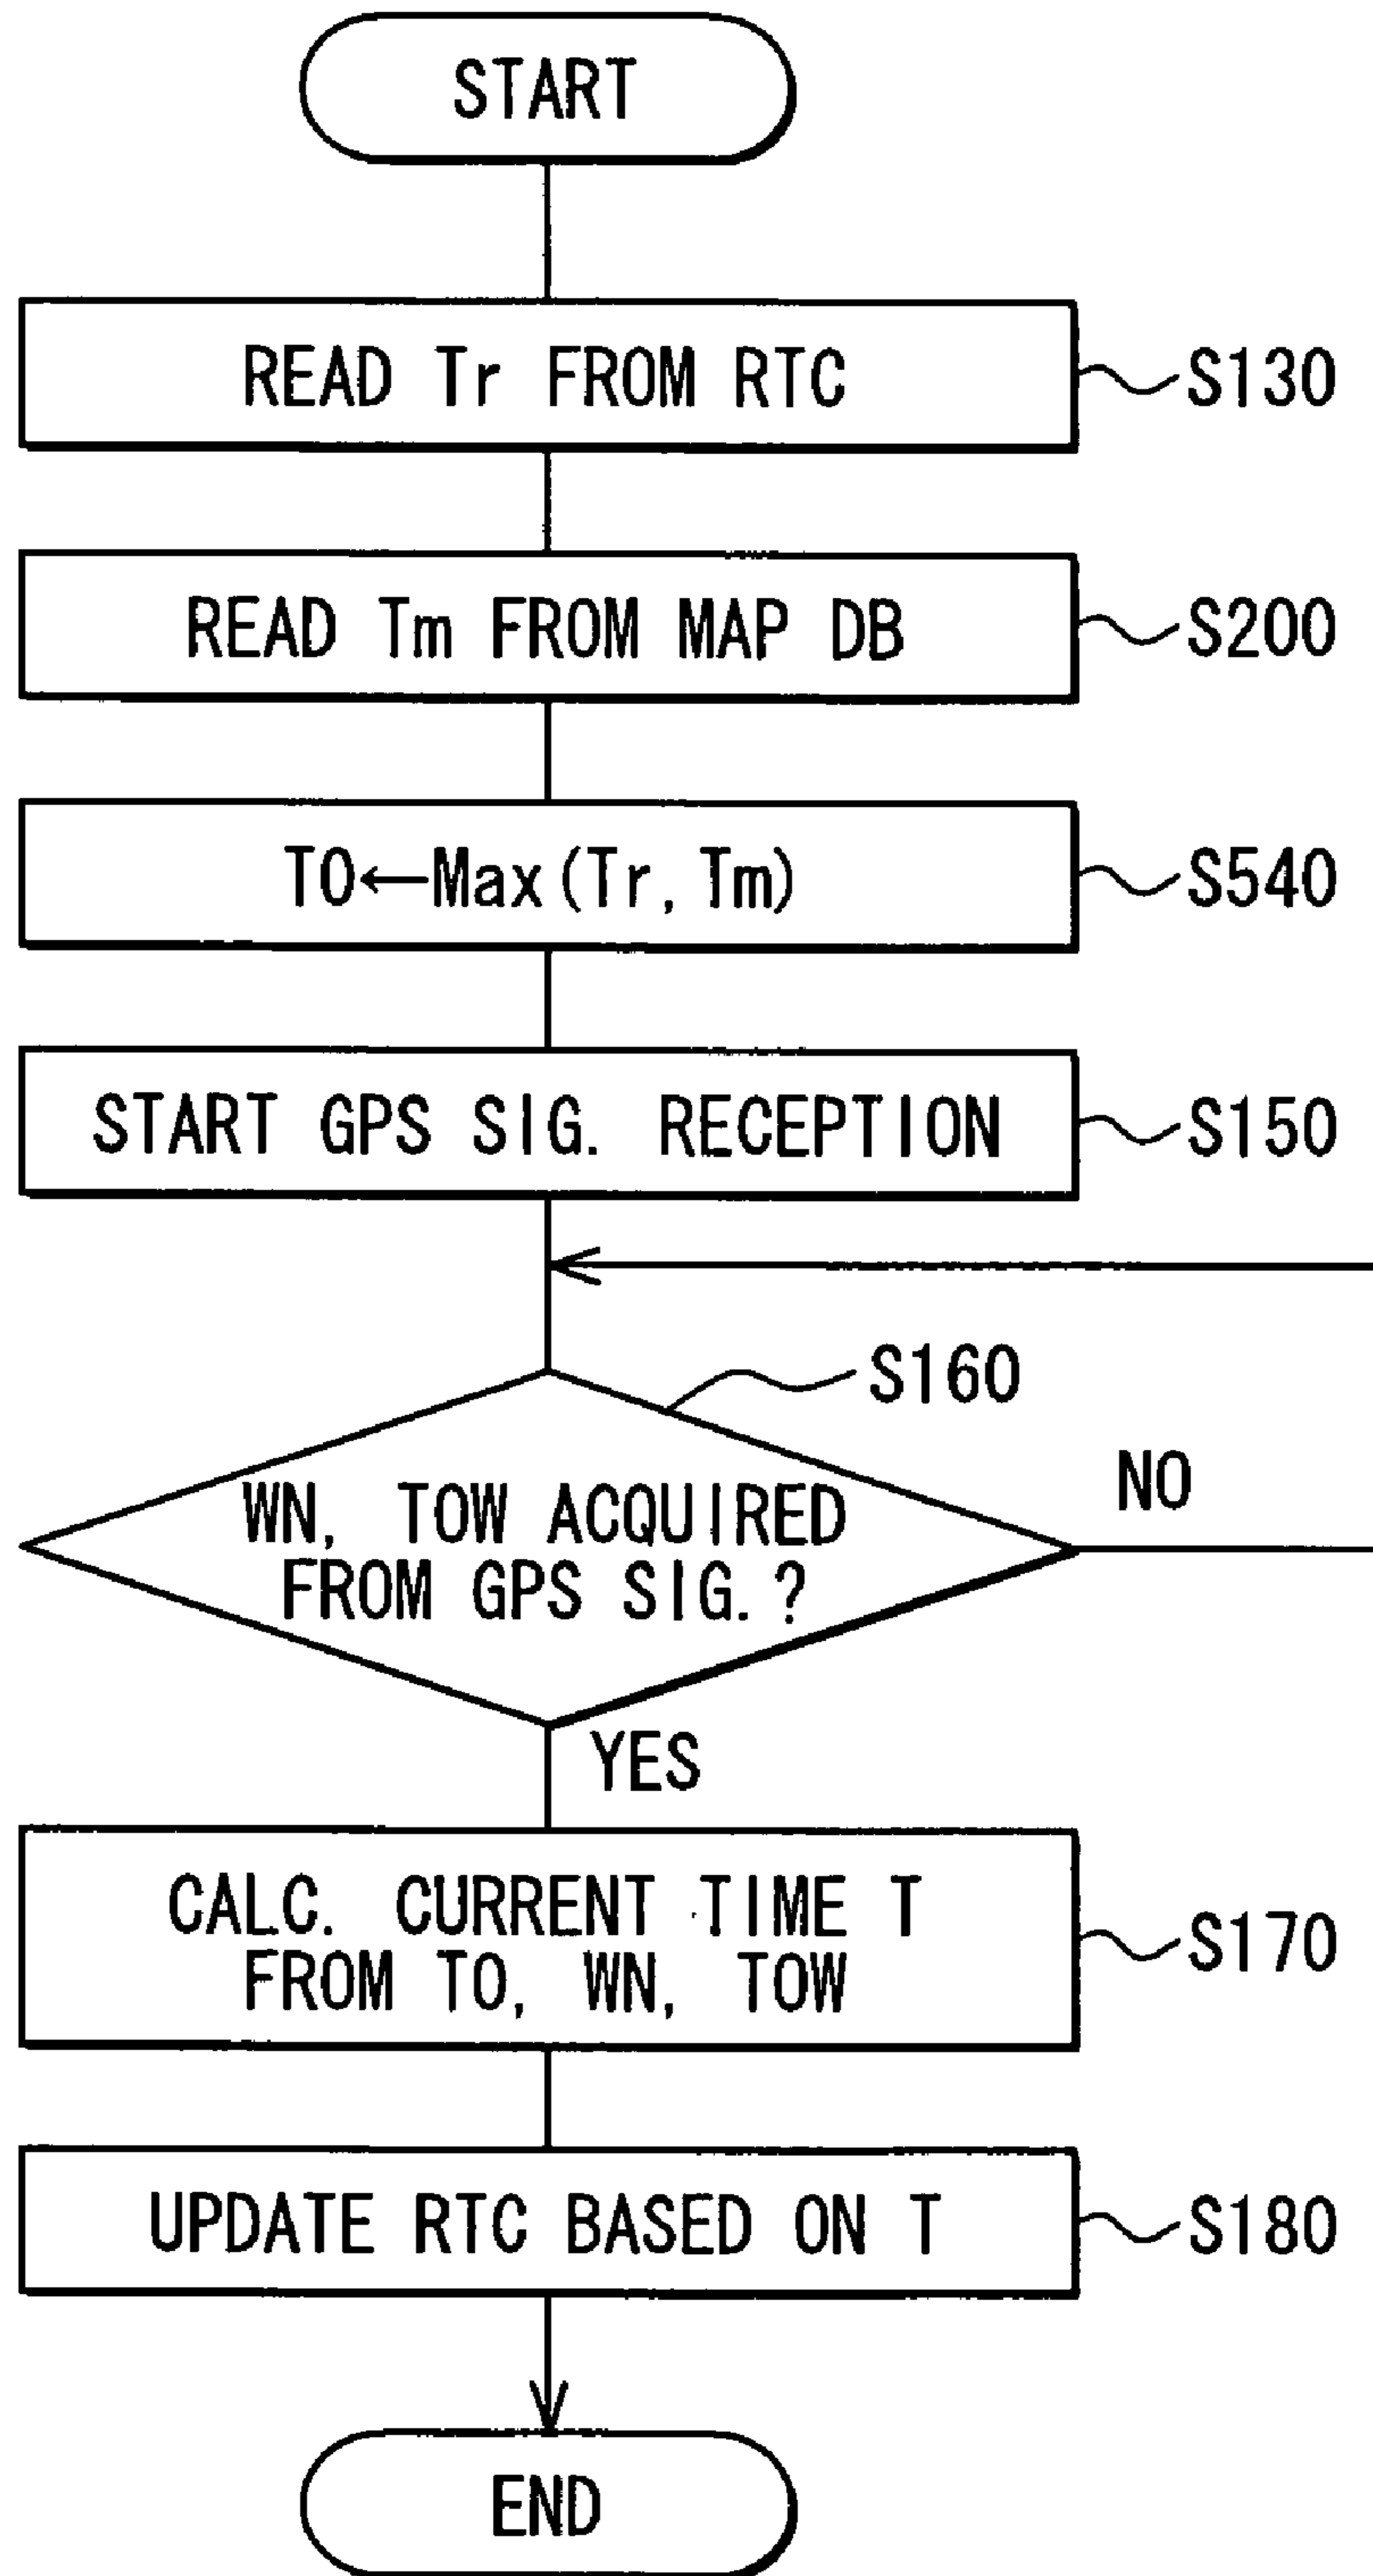 START
READ Tr FROM RTC
S130
READ Tm FROM MAP DB
S200
T0←Max(Tr, Tm)
S540
START GPS SIG. RECEPTION
S150
S160
WN, TOW ACQUIRED
FROM GPS SIG.?
NO
YES
CALC. CURRENT TIME T
FROM T0, WN, TOW
S170
UPDATE RTC BASED ON T
S180
END